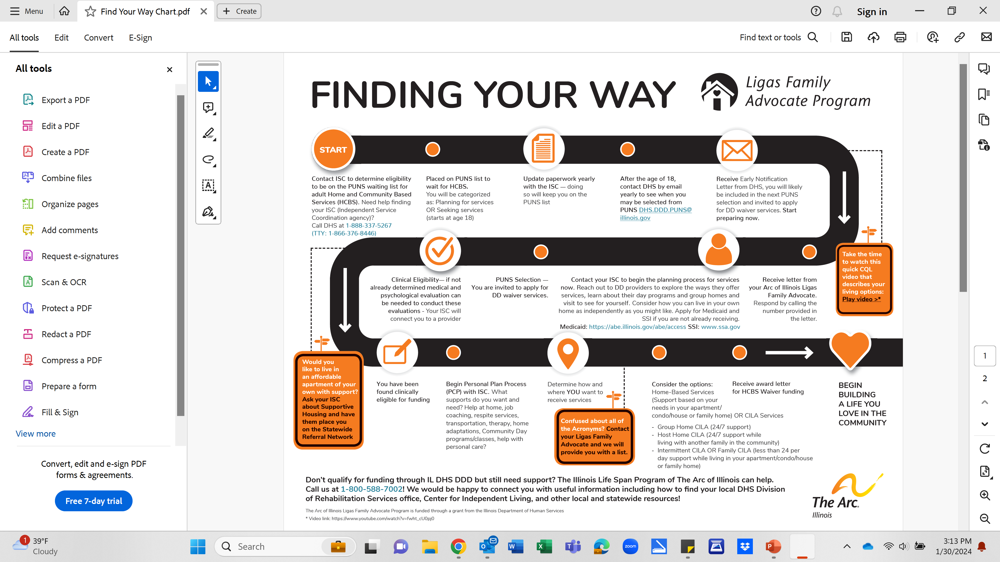 Menu
Find Your Way Chart.pdf
Create
Sign in
All tools
Edit
Convert
E-Sign
Find text or tools
All tools
Export a PDF
Edit a PDF
Create a PDF
Combine files
Organize pages
Add comments
Request e-signatures
Scan & OCR
Protect a PDF
Redact a PDF
Compress a PDF
Prepare a form
Fill & Sign
View more
Convert, edit and e-sign PDF
forms & agreements.
Free 7-day trial
FINDING YOUR WAY
Ligas Family
Advocate Program
START
Contact ISC to determine eligibility
to be on the PUNS waiting list for
adult Home and Community Based
Services (HCBS). Need help finding
your ISC (Independent Service
Coordination agency)?
Call DHS at 1-888-337-5267
(TTY: 1-866-376-8446)
Placed on PUNS list to
wait for HCBS.
You will be categorized
as: Planning for services
OR Seeking services
(starts at age 18)
Update paperwork yearly
with the ISC — doing
so will keep you on the
PUNS list
After the age of 18,
contact DHS by email
yearly to see when you
may be selected from
PUNS DHS.DDD.PUNS@
illinois.gov
Receive Early Notification
Letter from DHS, you will likely
be included in the next PUNS
selection and invited to apply
for DD waiver services. Start
preparing now.
Take the time
to watch this
quick CQL
video that
describes your
living options:
Play video >*
Clinical Eligibility— if not
already determined medical and
psychological evaluation can
be needed to conduct these
evaluations - Your ISC will
connect you to a provider
PUNS Selection —
You are invited to apply for
DD waiver services.
Contact your ISC to begin the planning process for services
now. Reach out to DD providers to explore the ways they offer
services, learn about their day programs and group homes and
visit to see for yourself. Consider how you can live in your own
home as independently as you might like. Apply for Medicaid and
SSI if you are not already receiving.
Medicaid: https://abe.illinois.gov/abe/access SSI: www.ssa.gov
Receive letter from
your Arc of Illinois Ligas
Family Advocate.
Respond by calling the
number provided in
the letter.
Would you
like to live in
an affordable
apartment of your
own with support?
Ask your ISC
about Supportive
Housing and have
them place you
on the Statewide
Referral Network
You have been
found clinically
eligible for funding
Begin Personal Plan Process
(PCP) with ISC. What
supports do you want and
need? Help at home, job
coaching, respite services,
transportation, therapy, home
adaptations, Community Day
programs/classes, help with
personal care?
Determine how and
where YOU want to
receive services
Confused about all of
the Acronyms? Contact
your Ligas Family
Advocate and we will
provide you with a list.
Consider the options:
Home-Based Services
(Support based on your
needs in your apartment/
condo/house or family home) OR CILA Services
- Group Home CILA (24/7 support)
- Host Home CILA (24/7 support while
living with another family in the community)
- Intermittent CILA OR Family CILA (less than 24 per
day support while living in your apartment/condo/house
or family home)
Receive award letter
for HCBS Waiver funding
BEGIN
BUILDING
A LIFE YOU
LOVE IN THE
COMMUNITY
Don't qualify for funding through IL DHS DDD but still need support? The Illinois Life Span Program of The Arc of Illinois can help.
Call us at 1-800-588-7002! We would be happy to connect you with useful information including how to find your local DHS Division
of Rehabilitation Services office, Center for Independent Living, and other local and statewide resources!
The Arc of Illinois Ligas Family Advocate Program is funded through a grant from the Illinois Department of Human Services
* Video link: https://www.youtube.com/watch?v=fwht_cU0pj0
The Arc®
Illinois
1
2
1
39°F
Cloudy
Search
zoom
3:13 PM
1/30/2024